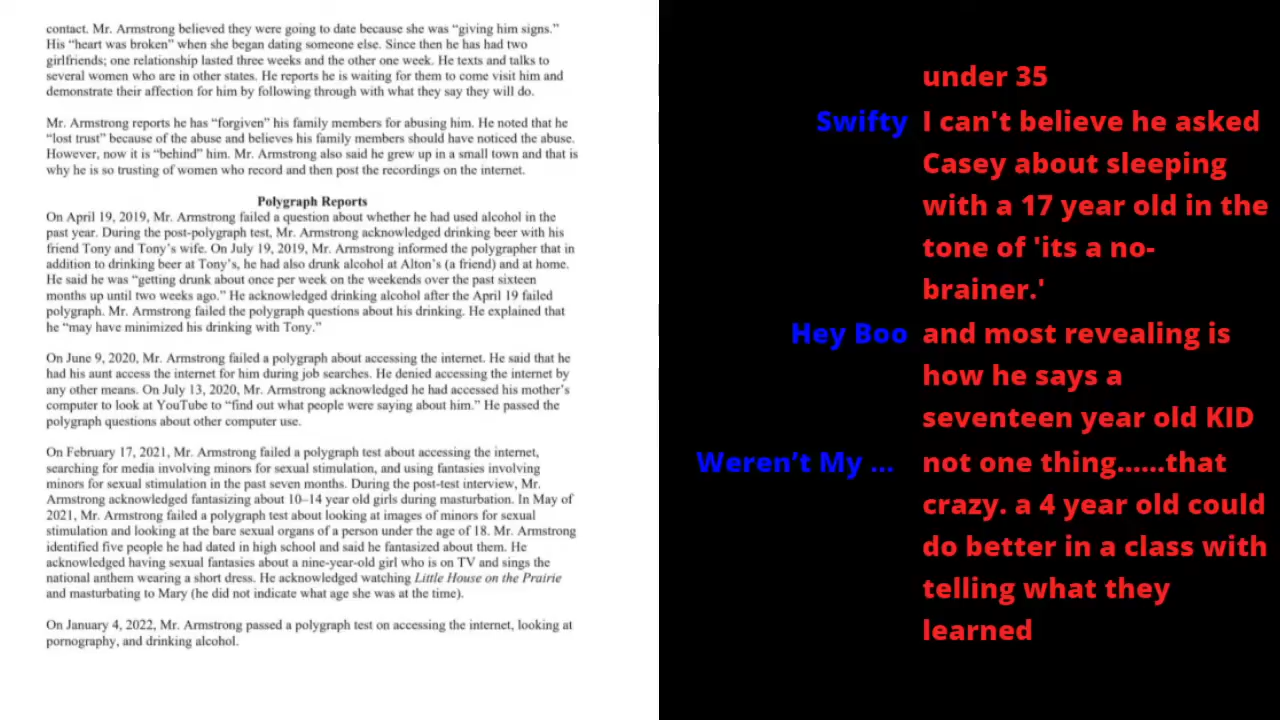 contact. Mr. Armstrong believed they were going to date because she was “giving him signs.”
His “heart was broken” when she began dating someone else. Since then he has had two
girlfriends; one relationship lasted three weeks and the other one week. He texts and talks to
several women who are in other states. He reports he is waiting for them to come visit him and
demonstrate their affection for him by following through with what they say they will do.
Mr. Armstrong reports he has “forgiven” his family members for abusing him. He noted that he
“lost trust” because of the abuse and believes his family members should have noticed the abuse.
However, now it is “behind” him. Mr. Armstrong also said he grew up in a small town and that is
why he is so trusting of women who record and then post the recordings on the internet.
Polygraph Reports
On April 19, 2019, Mr. Armstrong failed a question about whether he had used alcohol in the
past year. During the post-polygraph test, Mr. Armstrong acknowledged drinking beer with his
friend Tony and Tony’s wife. On July 19, 2019, Mr. Armstrong informed the polygrapher that in
addition to drinking beer at Tony’s, he had also drunk alcohol at Alton’s (a friend) and at home.
He said he was “getting drunk about once per week on the weekends over the past sixteen
months up until two weeks ago.” He acknowledged drinking alcohol after the April 19 failed
polygraph. Mr. Armstrong failed the polygraph questions about his drinking. He explained that
he “may have minimized his drinking with Tony.”
On June 9, 2020, Mr. Armstrong failed a polygraph about accessing the internet. He said that he
had his aunt access the internet for him during job searches. He denied accessing the internet by
any other means. On July 13, 2020, Mr. Armstrong acknowledged he had accessed his mother’s
computer to look at YouTube to “find out what people were saying about him.” He passed the
polygraph questions about other computer use.
On February 17, 2021, Mr. Armstrong failed a polygraph test about accessing the internet,
searching for media involving minors for sexual stimulation, and using fantasies involving
minors for sexual stimulation in the past seven months. During the post-test interview, Mr.
Armstrong acknowledged fantasizing about 10–14 year old girls during masturbation. In May of
2021, Mr. Armstrong failed a polygraph test about looking at images of minors for sexual
stimulation and looking at the bare sexual organs of a person under the age of 18. Mr. Armstrong
identified five people he had dated in high school and said he fantasized about them. He
acknowledged having sexual fantasies about a nine-year-old girl who is on TV and sings the
national anthem wearing a short dress. He acknowledged watching Little House on the Prairie
and masturbating to Mary (he did not indicate what age she was at the time).
On January 4, 2022, Mr. Armstrong passed a polygraph test on accessing the internet, looking at
pornography, and drinking alcohol.
under 35
Swifty I can't believe he asked
Casey about sleeping
with a 17 year old in the
tone of 'its a no-
brainer.'
Hey Boo and most revealing is
how he says a
seventeen year old KID
Weren’t My ... not one thing......that
crazy. a 4 year old could
do better in a class with
telling what they
learned